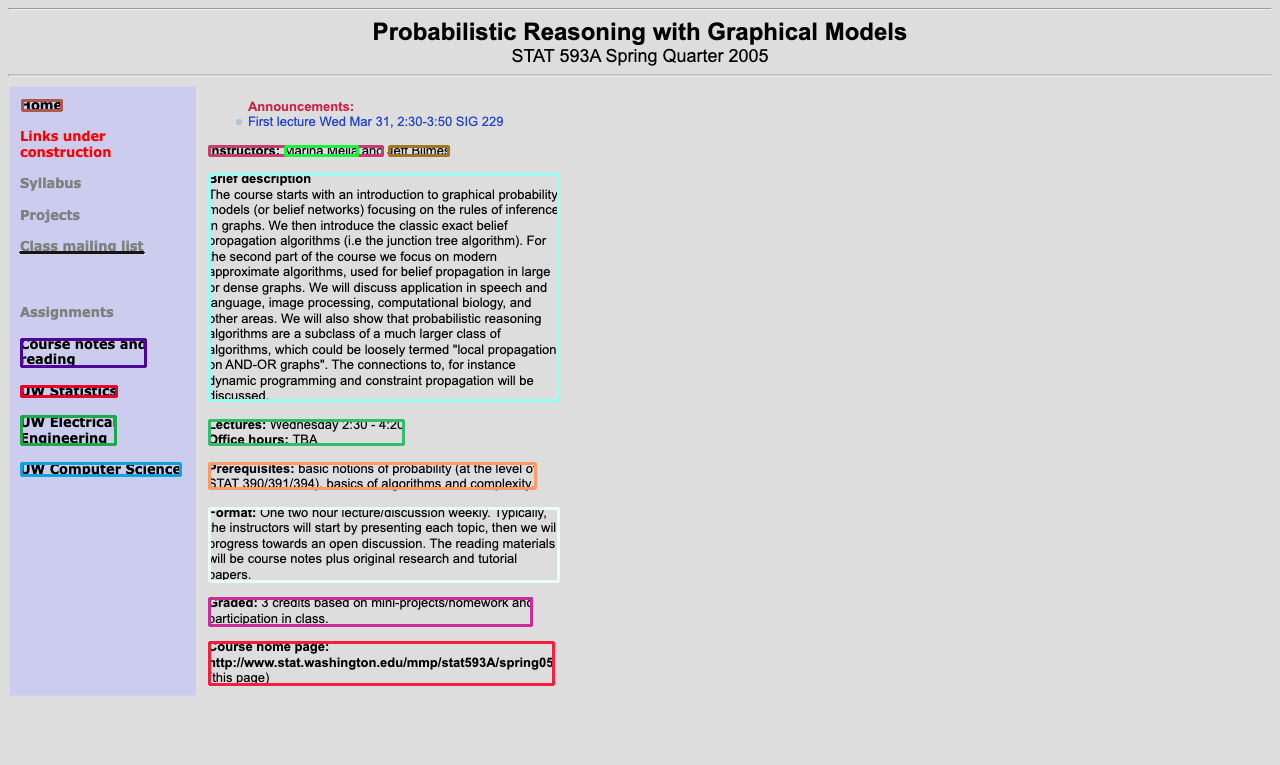 Probabilistic Reasoning with Graphical Models
STAT 593A Spring Quarter 2005
Home
Links under
construction
Syllabus
Projects
Class mailing list
Assignments
Course notes and
reading
UW Statistics
UW Electrical
Engineering
UW Computer Science
Announcements:
First lecture Wed Mar 31, 2:30-3:50 SIG 229
Instructors: Marina Meila and Jeff Bilmes
Brief description
The course starts with an introduction to graphical probability
models (or belief networks) focusing on the rules of inference
in graphs. We then introduce the classic exact belief
propagation algorithms (i.e the junction tree algorithm). For
the second part of the course we focus on modern
approximate algorithms, used for belief propagation in large
or dense graphs. We will discuss application in speech and
language, image processing, computational biology, and
other areas. We will also show that probabilistic reasoning
algorithms are a subclass of a much larger class of
algorithms, which could be loosely termed "local propagation
on AND-OR graphs". The connections to, for instance
dynamic programming and constraint propagation will be
discussed.
Lectures: Wednesday 2:30 - 4:20
Office hours: TBA
Prerequisites: basic notions of probability (at the level of
STAT 390/391/394), basics of algorithms and complexity.
Format: One two hour lecture/discussion weekly. Typically,
the instructors will start by presenting each topic, then we will
progress towards an open discussion. The reading materials
will be course notes plus original research and tutorial
papers.
Graded: 3 credits based on mini-projects/homework and
participation in class.
Course home page:
http://www.stat.washington.edu/mmp/stat593A/spring05
(this page)